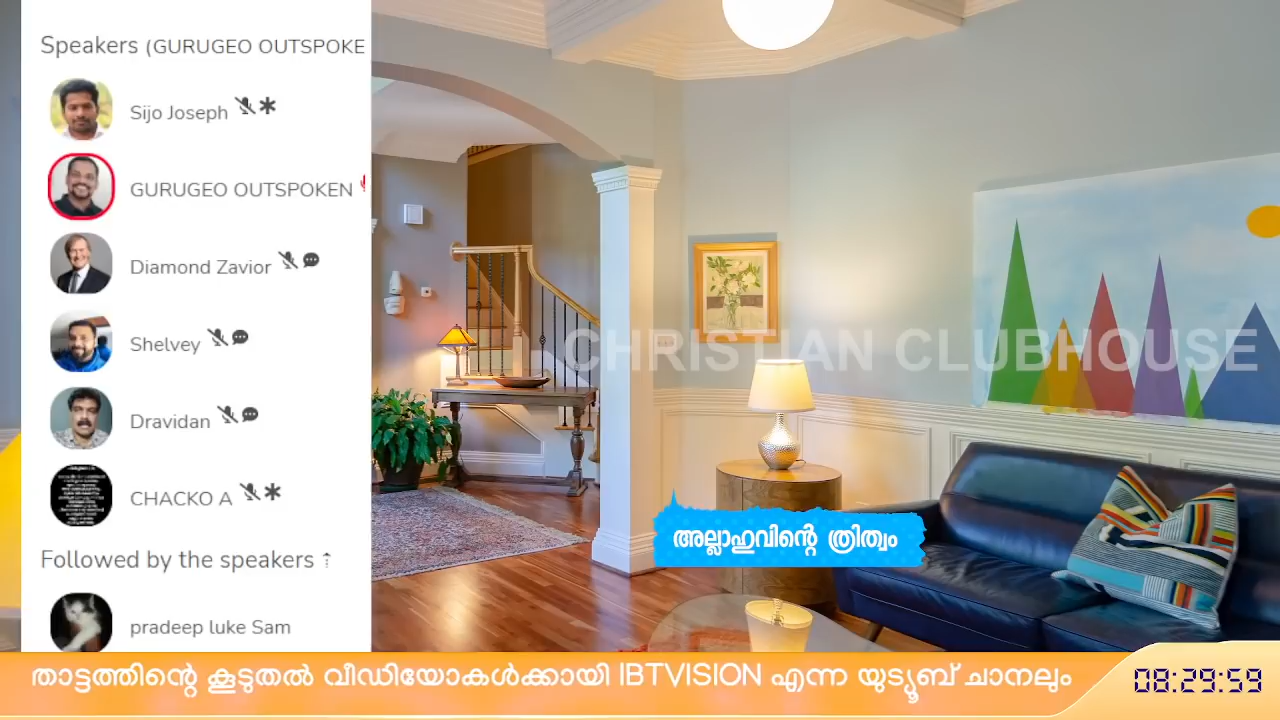 Speakers (GURUGEO OUTSPOKE
Sijo Joseph
GURUGEO OUTSPOKEN
Diamond Zavior
Shelvey
Dravidan
CHACKO A
Followed by the speakers
pradeep luke Sam
CHRISTIAN CLUBHOUSE
അല്ലാഹുവിന്റെ ത്രിത്വം
താട്ടത്തിന്റെ കൂടുതൽ വീഡിയോകൾക്കായി IBTVISION എന്ന യുട്യൂബ് ചാനലും
08:29:59